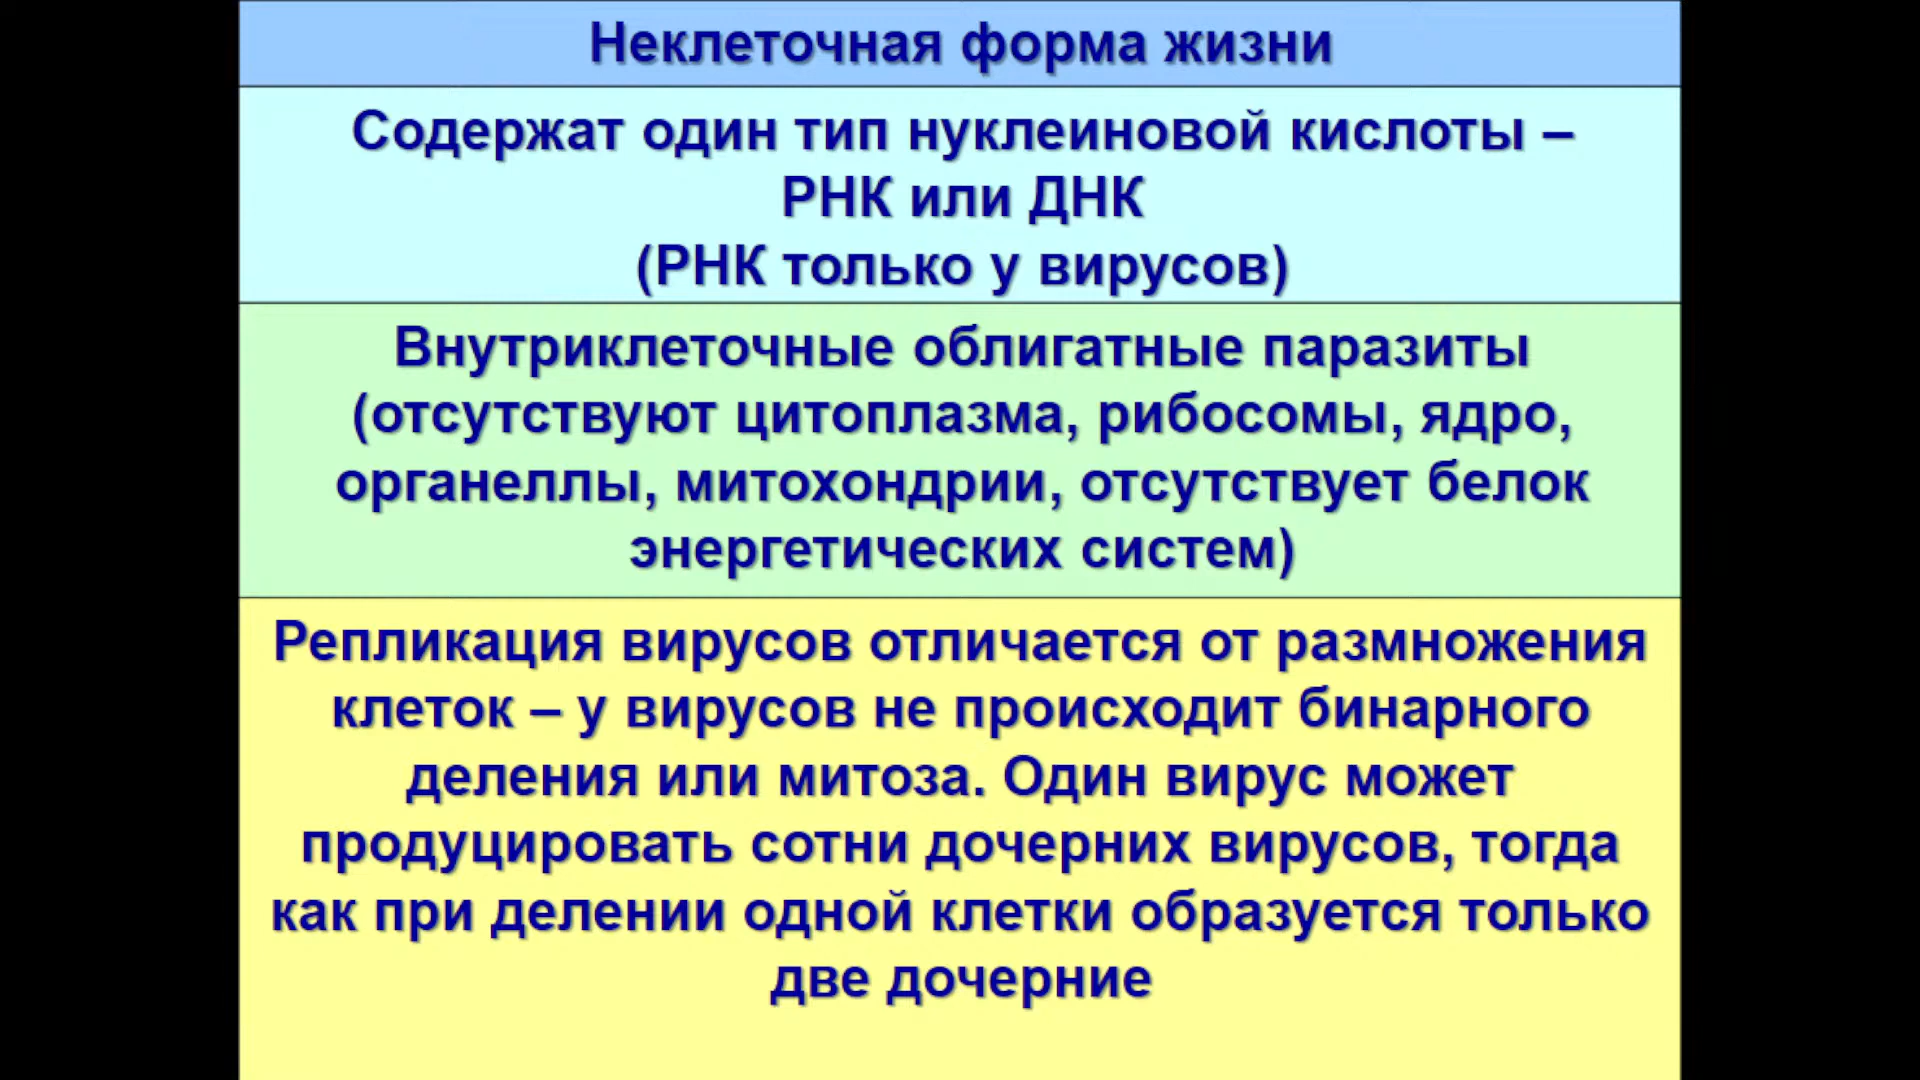 Неклеточная форма жизни
Содержат один тип нуклеиновой кислоты –
РНК или ДНК
(РНК только у вирусов)
Внутриклеточные облигатные паразиты
(отсутствуют цитоплазма, рибосомы, ядро,
органеллы, митохондрии, отсутствует белок
энергетических систем)
Репликация вирусов отличается от размножения
клеток – у вирусов не происходит бинарного
деления или митоза. Один вирус может
продуцировать сотни дочерних вирусов, тогда
как при делении одной клетки образуется только
две дочерние